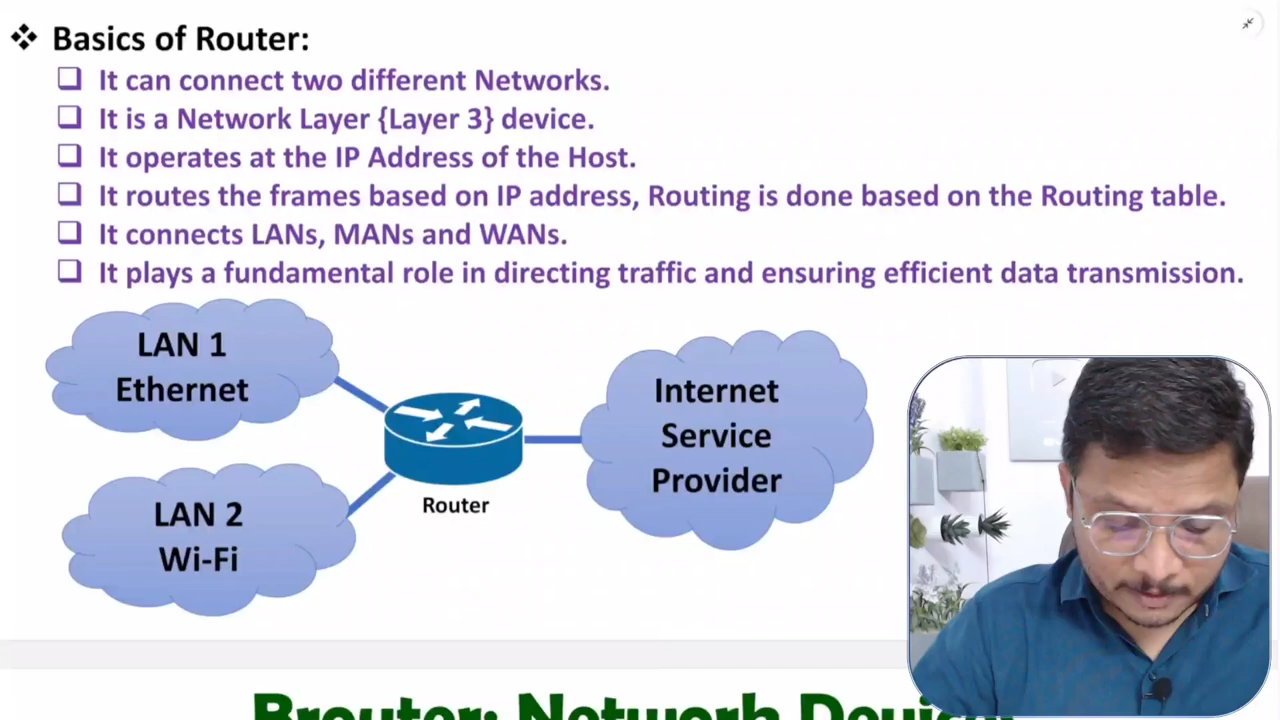 ❖ Basics of Router:
❑ It can connect two different Networks.
❑ It is a Network Layer {Layer 3} device.
❑ It operates at the IP Address of the Host.
❑ It routes the frames based on IP address, Routing is done based on the Routing table.
❑ It connects LANs, MANs and WANs.
❑ It plays a fundamental role in directing traffic and ensuring efficient data transmission.
LAN 1
Ethernet
Internet
Service
Provider
Router
LAN 2
Wi-Fi
Brouter: Network Devices